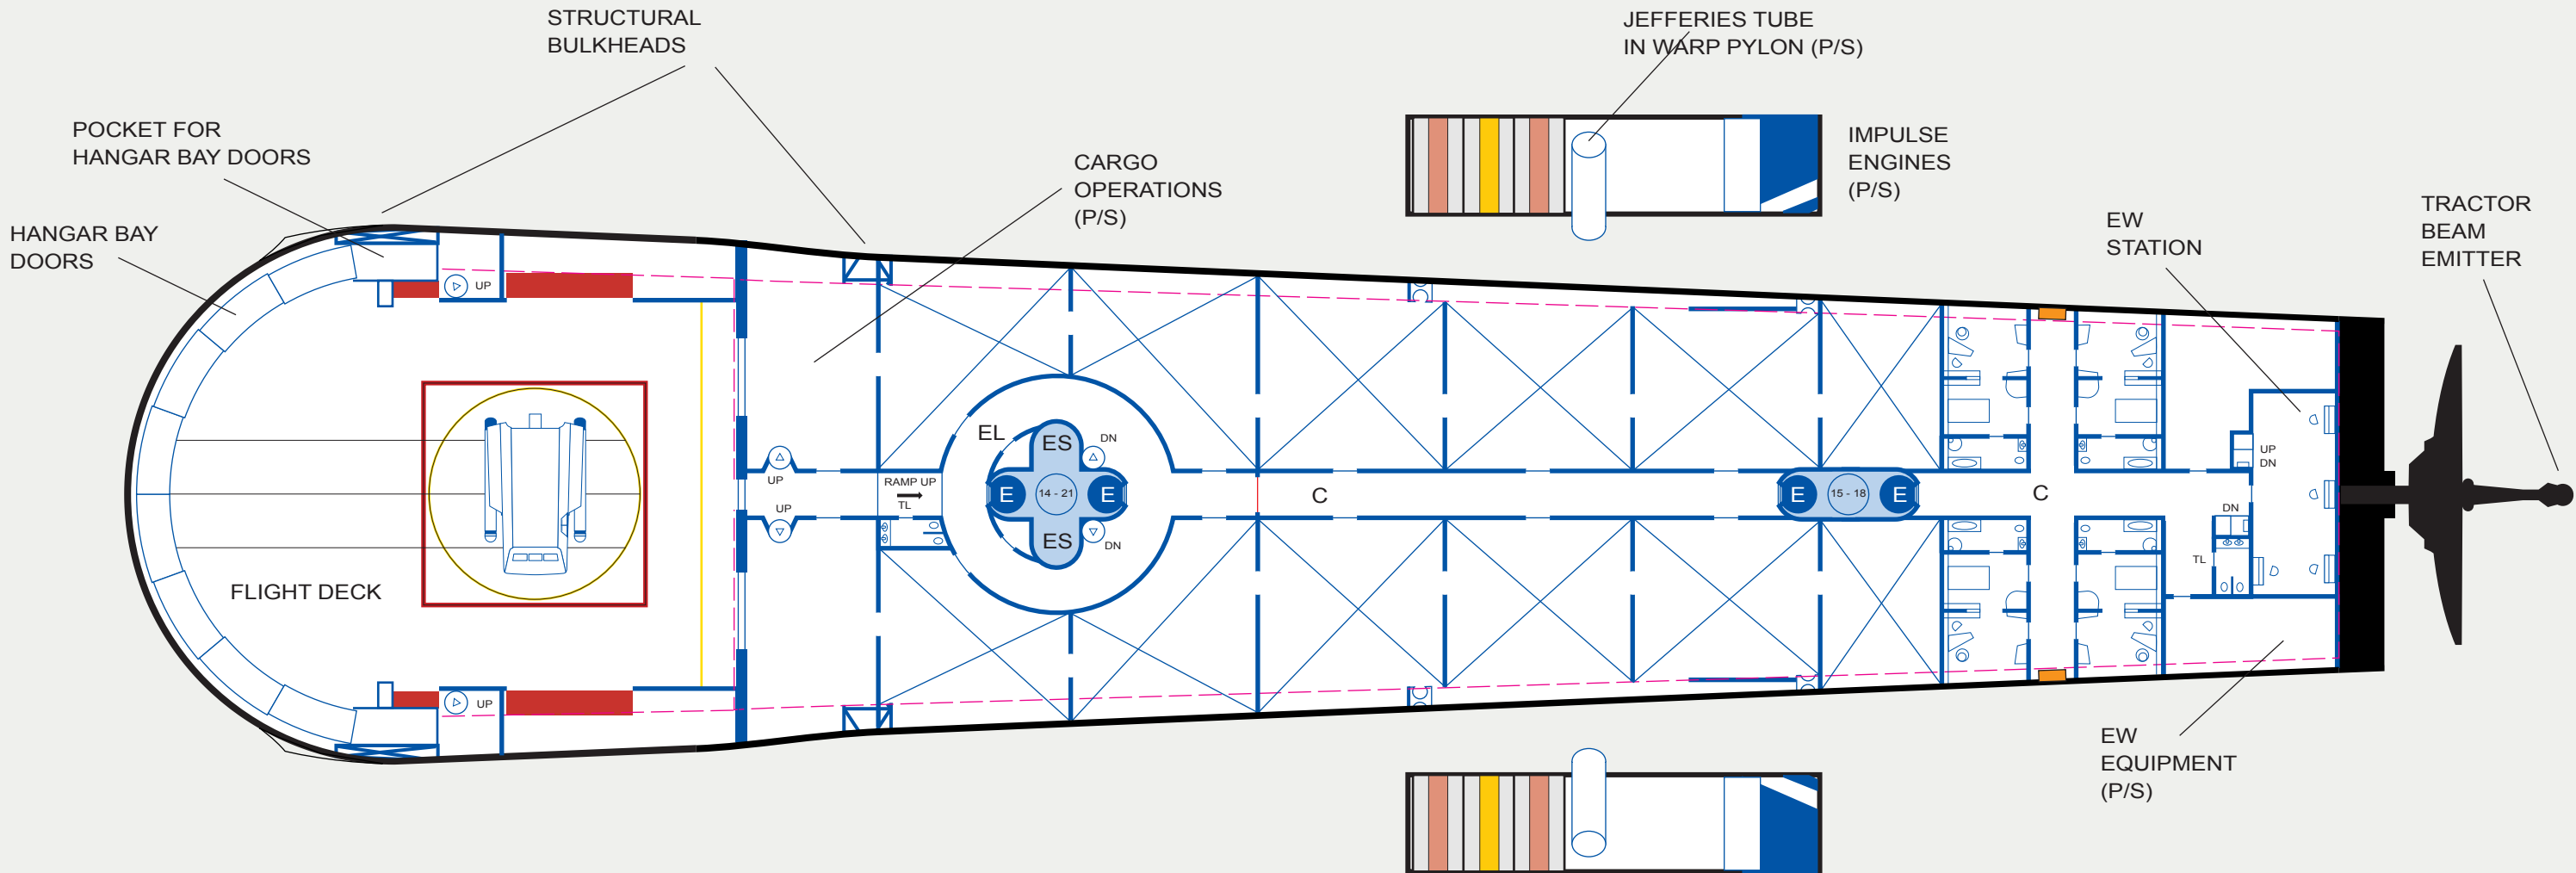 STRUCTURAL
BULKHEADS
JEFFERIES TUBE
IN WARP PYLON (P/S)
POCKET FOR
HANGAR BAY DOORS
IMPULSE
ENGINES
(P/S)
CARGO
OPERATIONS
(P/S)
HANGAR BAY
DOORS
EW
STATION
TRACTOR
BEAM
EMITTER
UP
EL
ES
DN
UP
DN
UP
RAMP UP
TL
E
14 - 21
E
C
E
15 - 18
E
C
UP
DN
ES
DN
TL
FLIGHT DECK
UP
EW
EQUIPMENT
(P/S)